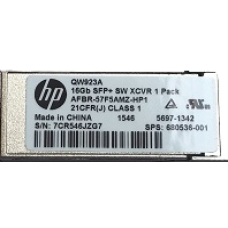 hp
QW923A
16Gb SFP+ SW XCVR 1 Pack
AFBR-57F5AMZ-HP1
21CFR(J) CLASS 1
Made in CHINA 1546 5697-1342
S/N: 7CR546JZG7 SPS: 680536-001